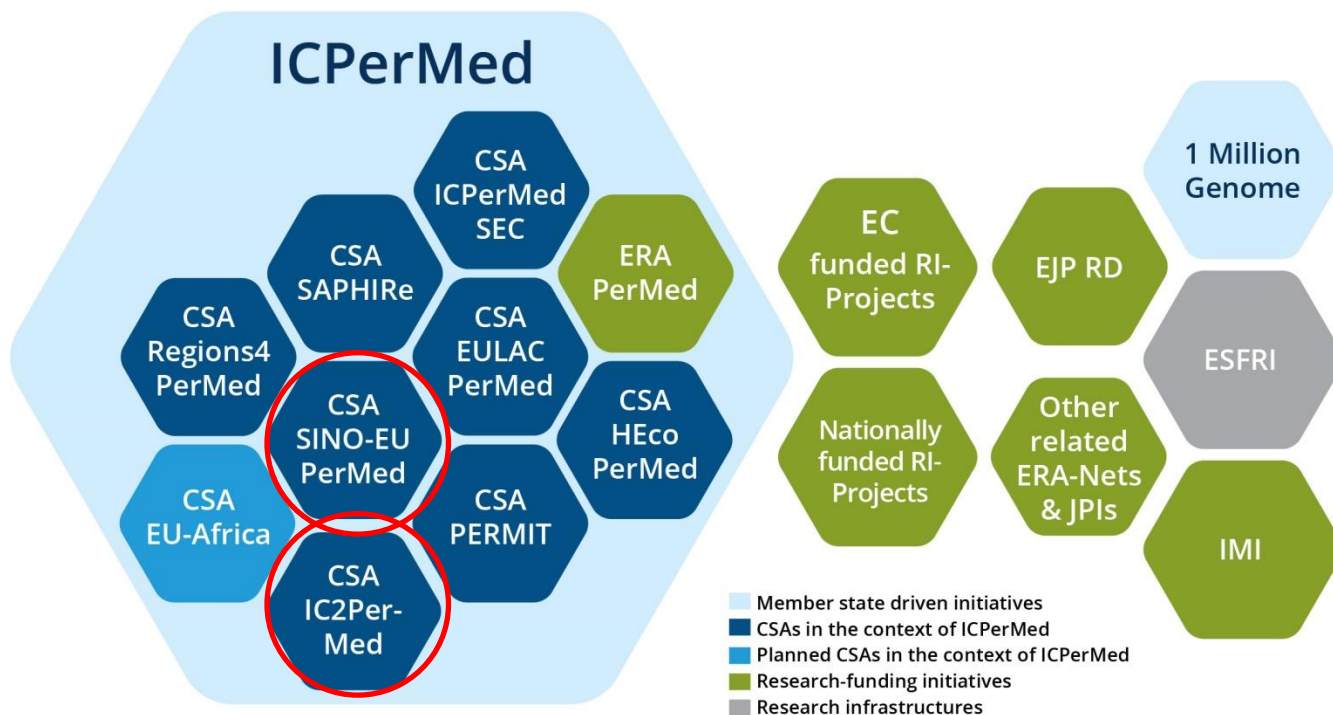 ICPerMed
CSA
ICPerMed
SEC
CSA
SAPHIRe
ERA
PerMed
CSA
Regions4
PerMed
CSA
EULAC
PerMed
CSA
SINO-EU
PerMed
CSA
HEco
PerMed
CSA
EU-Africa
CSA
PERMIT
CSA
IC2Per-
Med
EC
funded RI-
Projects
EJP RD
1 Million
Genome
ESFRI
Nationally
funded RI-
Projects
Other
related
ERA-Nets
& JPIs
IMI
Member state driven initiatives
CSAs in the context of ICPerMed
Planned CSAs in the context of ICPerMed
Research-funding initiatives
Research infrastructures